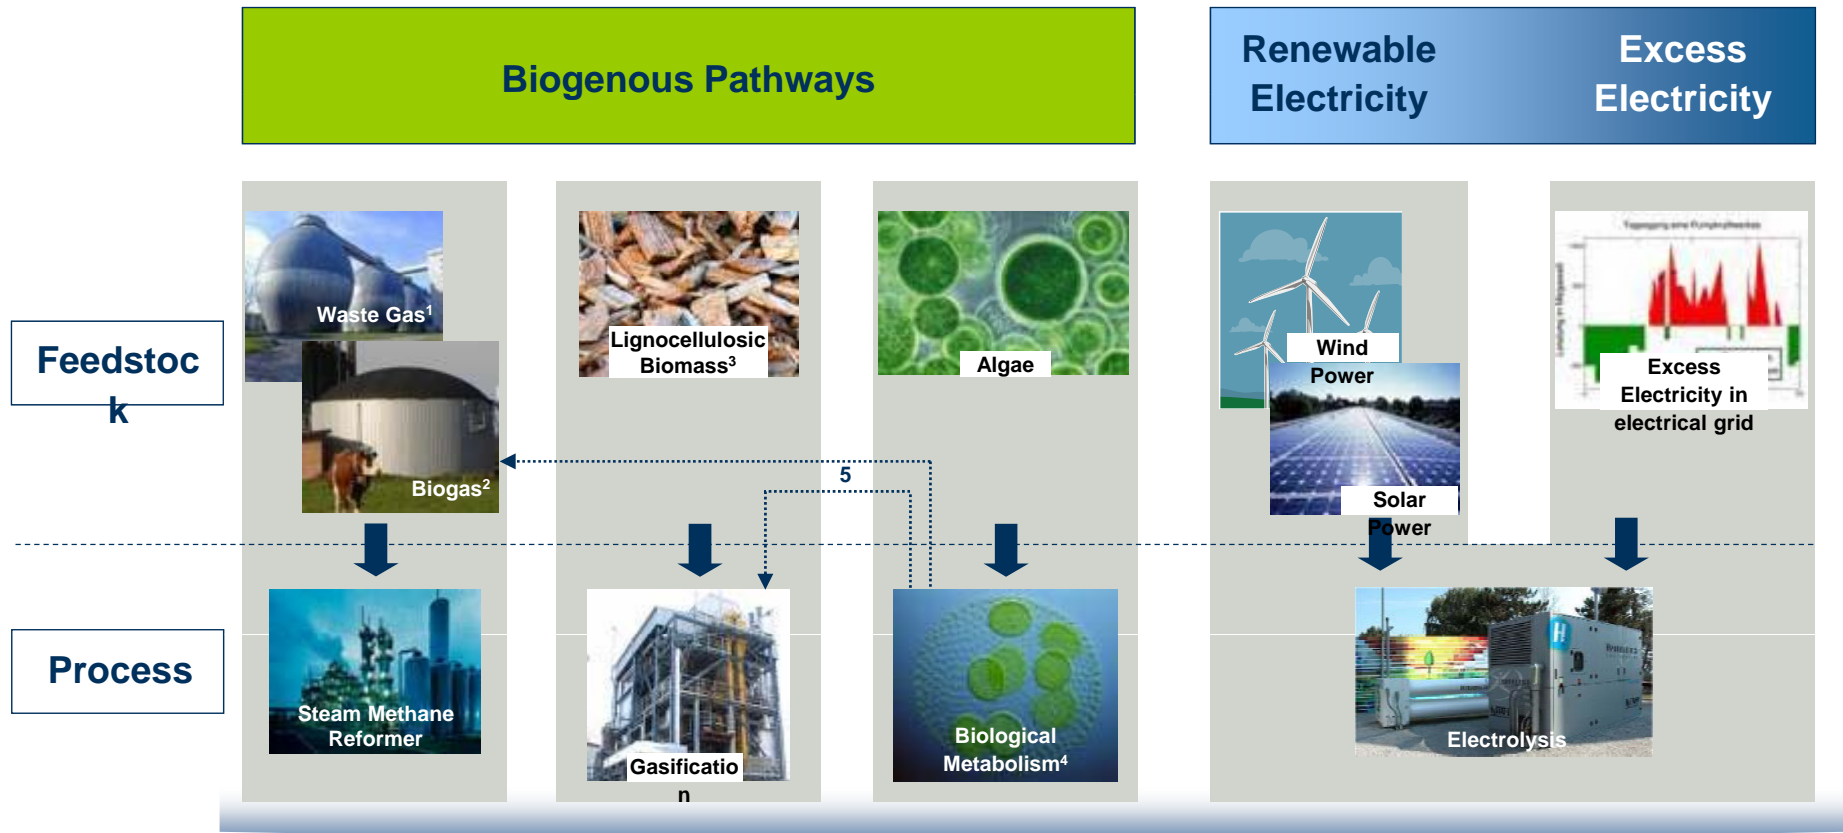 Biogenous Pathways
Renewable
Electricity
Excess
Electricity
Feedstoc
k
Waste Gas1
Biogas2
Lignocellulosic
Biomass3
Algae
Wind
Power
Solar
Power
Excess
Electricity in
electrical grid
5
Process
Steam Methane
Reformer
Gasificatio
n
Biological
Metabolism4
Electrolysis